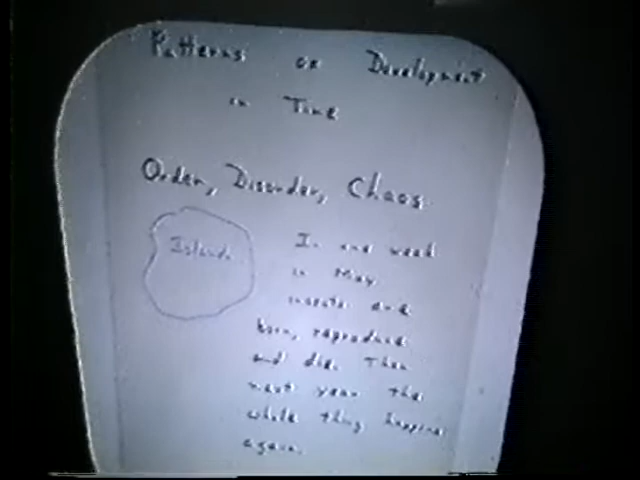 Patterns of Development
in Time
Order, Disorder, Chaos
Island
In one week
in May,
insects are
born, reproduce
and die. Then
next year the
whole thing happens
again.